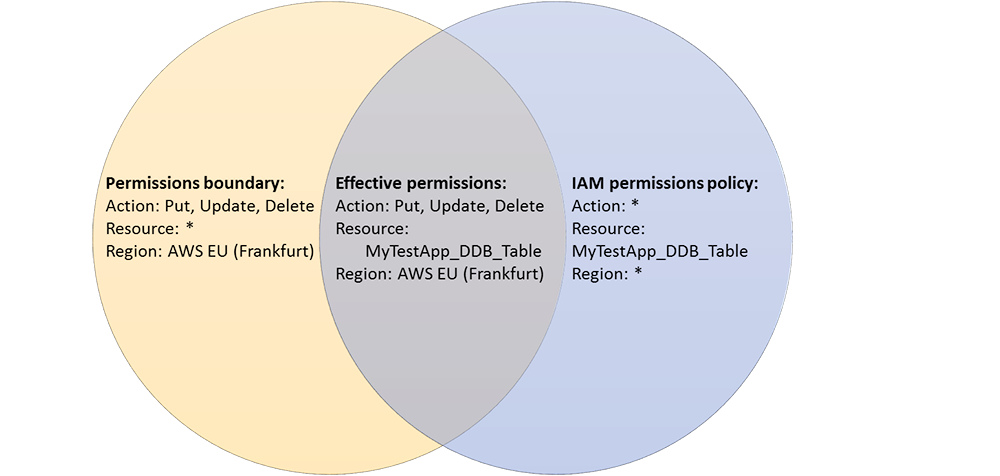 Permissions boundary:
Action: Put, Update, Delete
Resource: *
Region: AWS EU (Frankfurt)
Effective permissions:
Action: Put, Update, Delete
Resource:
MyTestApp_DDB_Table
Region: AWS EU (Frankfurt)
IAM permissions policy:
Action: *
Resource:
MyTestApp_DDB_Table
Region: *